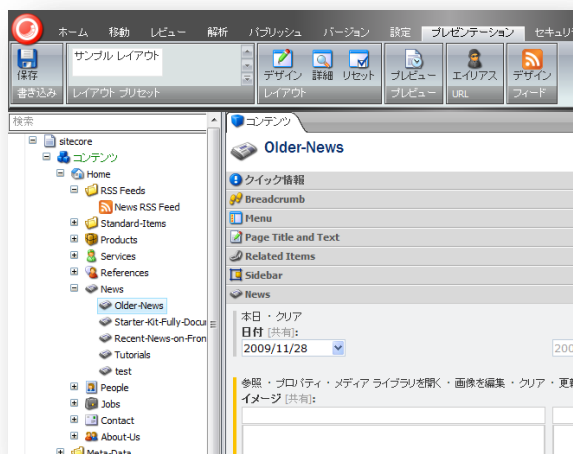 ホーム 移動 レビュー 解析 パブリッシュ バージョン 設定 プレゼンテーション セキュリ
サンプル レイアウト
保存 デザイン 詳細 リセット プレビュー エイリアス デザイン
書き込み レイアウト プリセット レイアウト プレビュー URL フィード
検索
sitecore
コンテンツ
Home
RSS Feeds
News RSS Feed
Standard-Items
Products
Services
References
News
Older-News
Starter-Kit-Fully-Docu
Recent-News-on-Fron
Tutorials
test
People
Jobs
Contact
About-Us
Meta-Data
コンテンツ
Older-News
クイック情報
Breadcrumb
Menu
Page Title and Text
Related Items
Sidebar
News
本日 ・ クリア
日付 [共有]:
2009/11/28 200
参照 ・ プロパティ ・ メディア ライブラリを開く ・ 画像を編集 ・ クリア ・ 更新
イメージ [共有]: